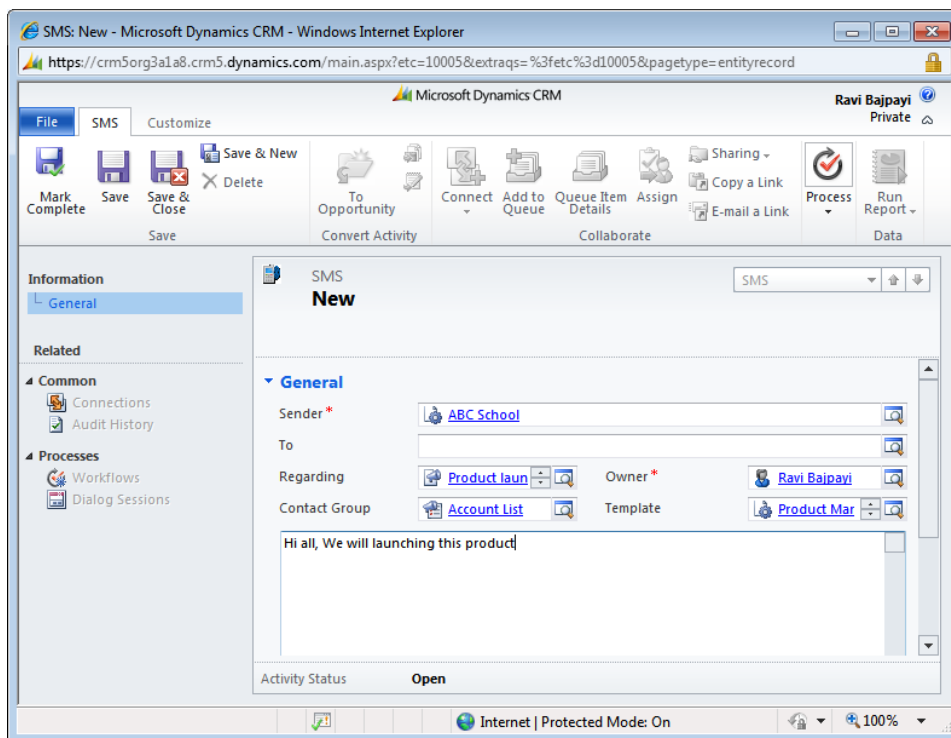 SMS: New - Microsoft Dynamics CRM - Windows Internet Explorer
https://crm5org3a1a8.crm5.dynamics.com/main.aspx?etc=10005&extraqs=%3fetc%3d10005&pagetype=entityrecord
Microsoft Dynamics CRM
Ravi Bajpayi
Private
File SMS Customize
Mark Complete
Save
Save & Close
Save & New
Delete
Save
To Opportunity
Convert Activity
Connect
Add to Queue
Queue Item Details
Assign
Sharing
Copy a Link
E-mail a Link
Collaborate
Process
Run Report
Data
Information
General
Related
Common
Connections
Audit History
Processes
Workflows
Dialog Sessions
SMS
New
SMS
General
Sender* ABC School
To
Regarding Product laun Owner* Ravi Bajpayi
Contact Group Account List Template Product Mar
Hi all, We will launching this product
Activity Status Open
Internet | Protected Mode: On 100%